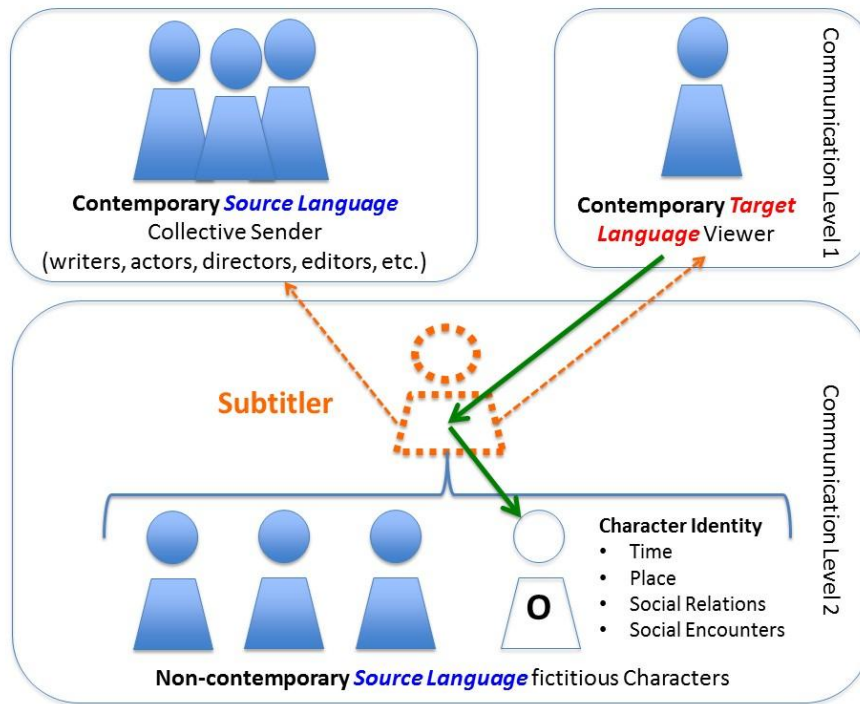 Contemporary Source Language
Collective Sender
(writers, actors, directors, editors, etc.)
Contemporary Target
Language Viewer
Communication Level 1
Subtitler
Character Identity
• Time
• Place
• Social Relations
• Social Encounters
O
Non-contemporary Source Language fictitious Characters
Communication Level 2